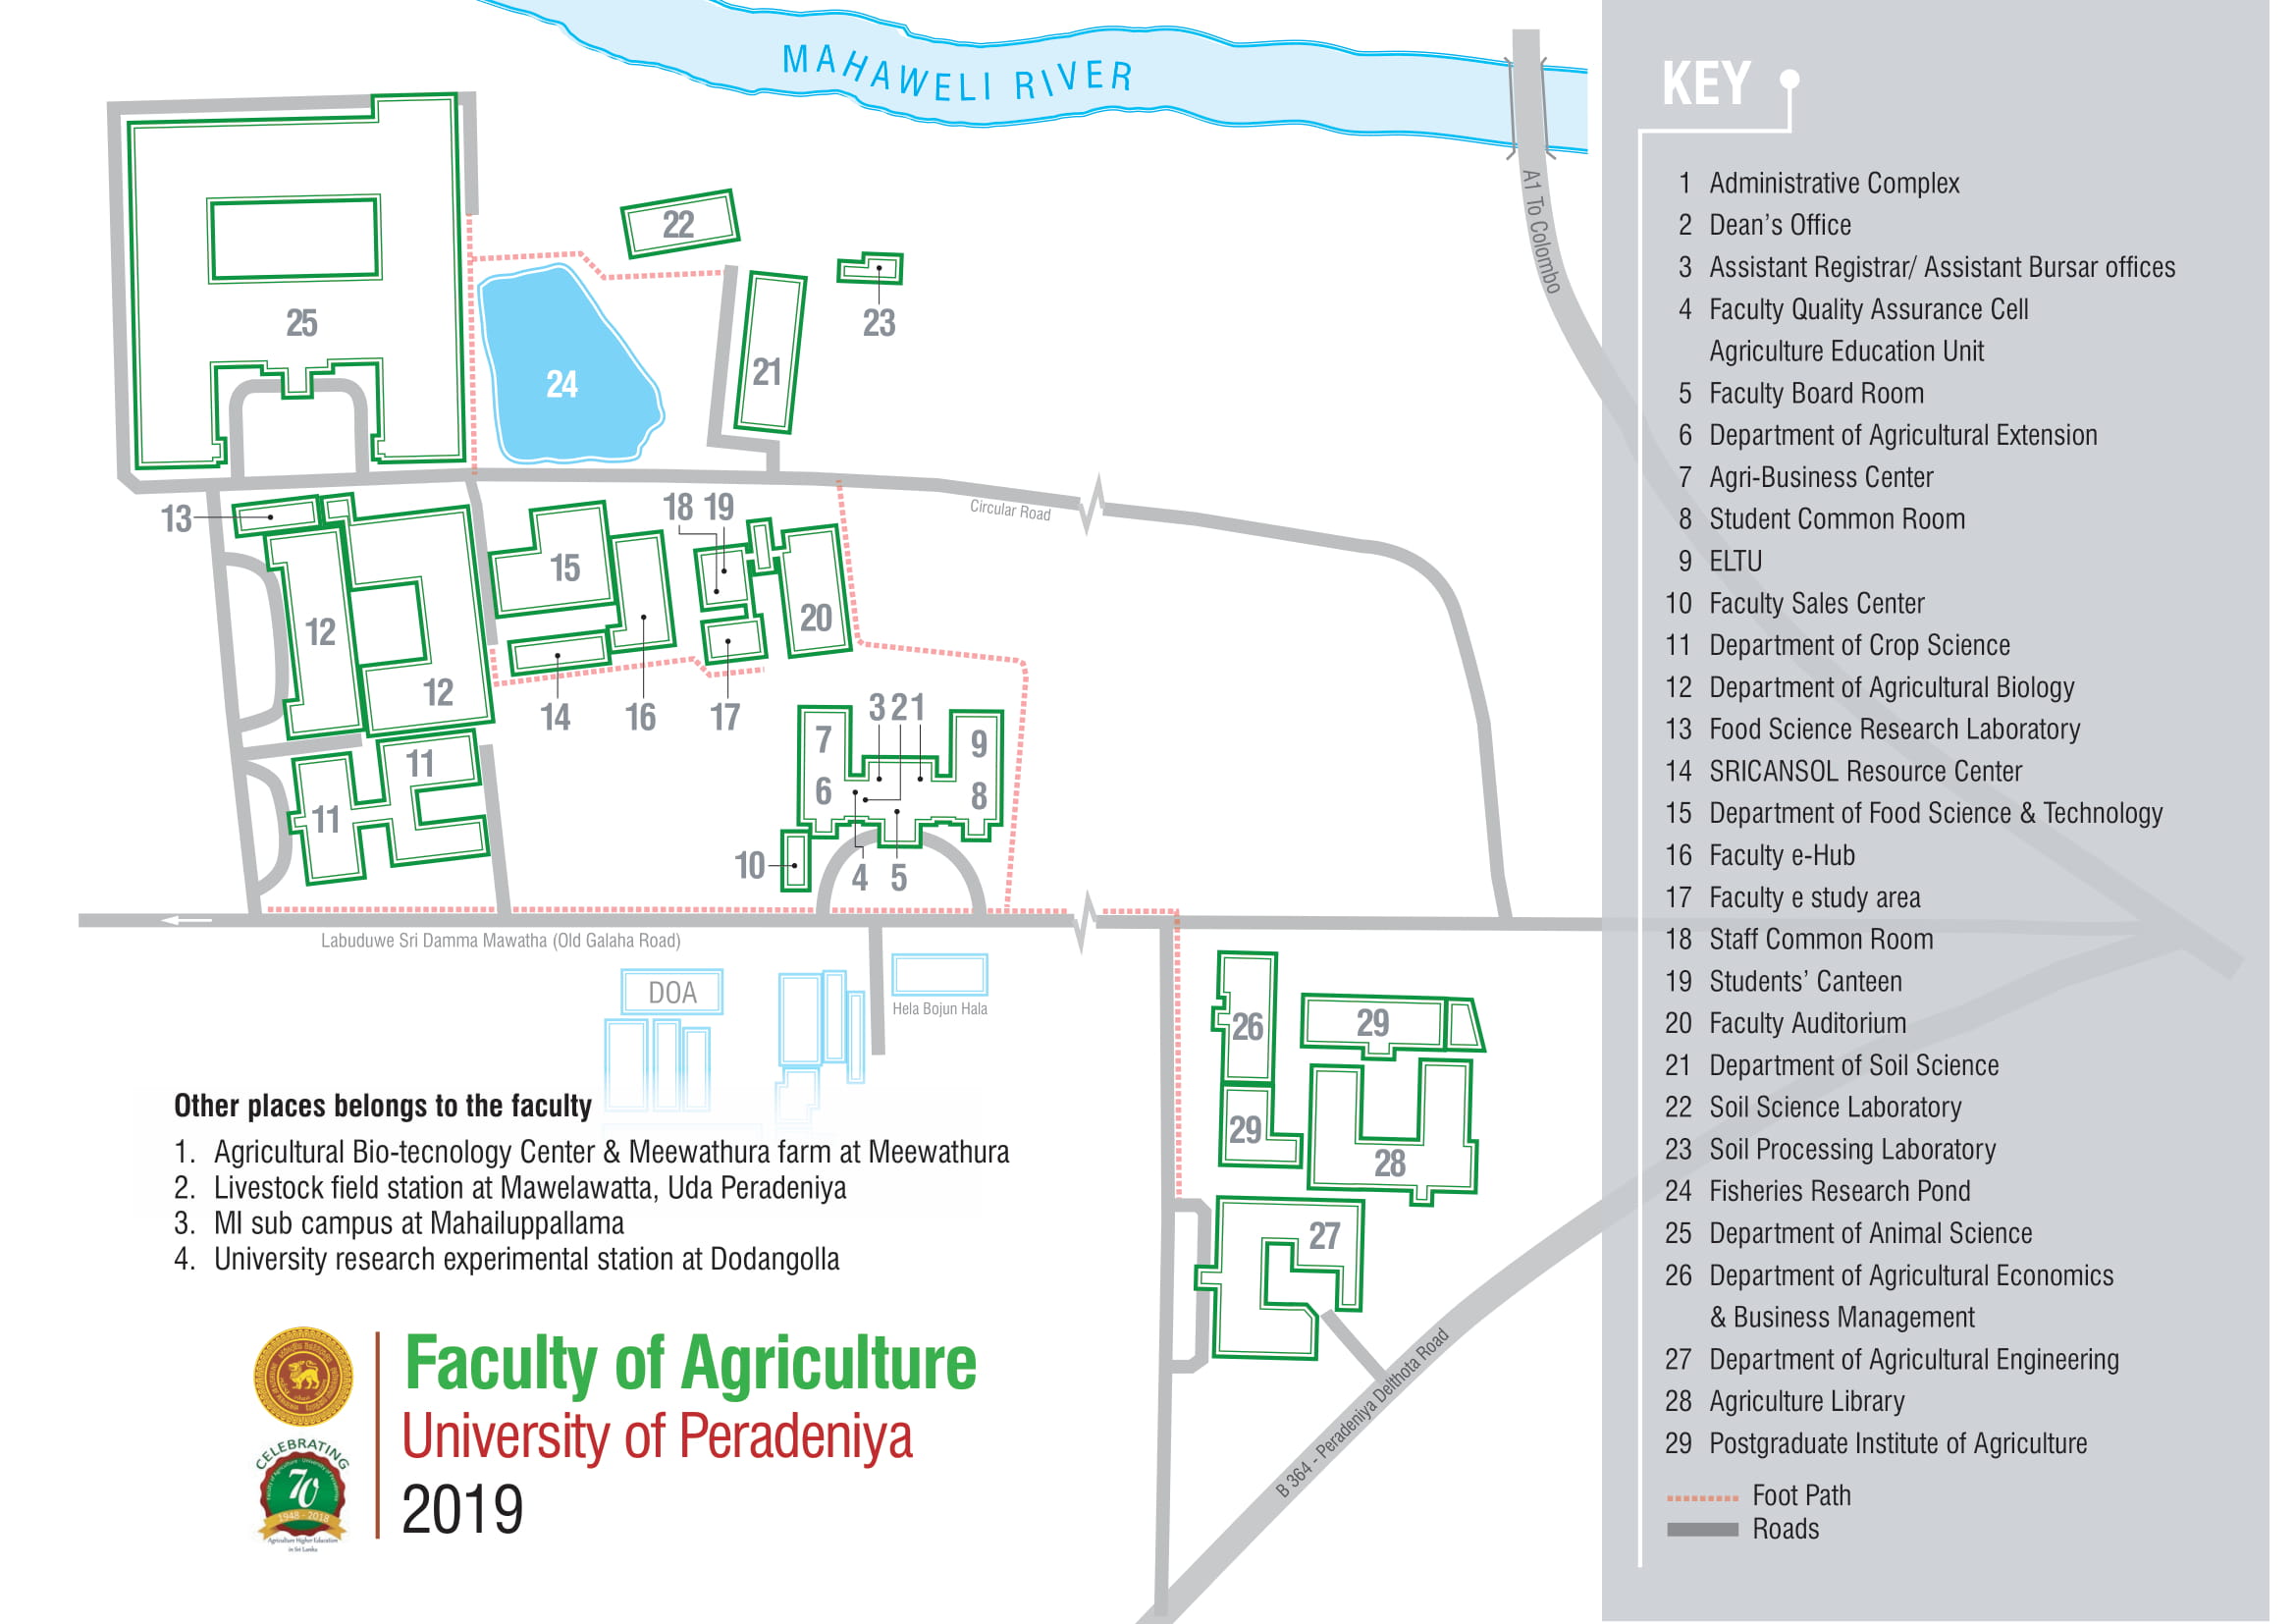 MAHAWELI RIVER
A1 To Colombo
22
23
25
24
21
Circular Road
13
18 19
15
12
20
12
14 16 17
11
11
3 2 1
7
9
6
8
10
4 5
Labuduwe Sri Damma Mawatha (Old Galaha Road)
DOA
Hela Bojun Hala
26
29
29
28
27
B 364 - Peradeniya Delthota Road
Other places belongs to the faculty
1. Agricultural Bio-tecnology Center & Meewathura farm at Meewathura
2. Livestock field station at Mawelawatta, Uda Peradeniya
3. MI sub campus at Mahailuppallama
4. University research experimental station at Dodangolla
Faculty of Agriculture
University of Peradeniya
2019
CELEBRATING
70
1948 - 2018
Agriculture Higher Education
in Sri Lanka
KEY
1 Administrative Complex
2 Dean’s Office
3 Assistant Registrar/ Assistant Bursar offices
4 Faculty Quality Assurance Cell
Agriculture Education Unit
5 Faculty Board Room
6 Department of Agricultural Extension
7 Agri-Business Center
8 Student Common Room
9 ELTU
10 Faculty Sales Center
11 Department of Crop Science
12 Department of Agricultural Biology
13 Food Science Research Laboratory
14 SRICANSOL Resource Center
15 Department of Food Science & Technology
16 Faculty e-Hub
17 Faculty e study area
18 Staff Common Room
19 Students’ Canteen
20 Faculty Auditorium
21 Department of Soil Science
22 Soil Science Laboratory
23 Soil Processing Laboratory
24 Fisheries Research Pond
25 Department of Animal Science
26 Department of Agricultural Economics
& Business Management
27 Department of Agricultural Engineering
28 Agriculture Library
29 Postgraduate Institute of Agriculture
Foot Path
Roads